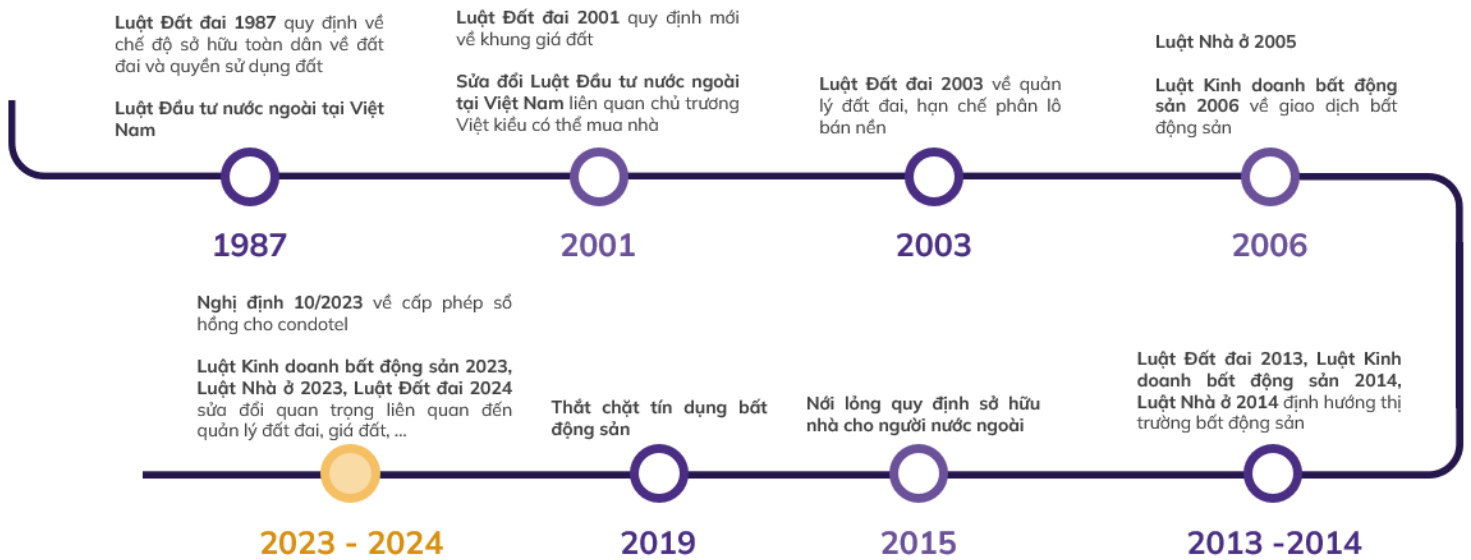 Luật Đất đai 1987 quy định về
chế độ sở hữu toàn dân về đất
đai và quyền sử dụng đất
Luật Đầu tư nước ngoài tại Việt
Nam
1987
Luật Đất đai 2001 quy định mới
về khung giá đất
Sửa đổi Luật Đầu tư nước ngoài
tại Việt Nam liên quan chủ trương
Việt kiều có thể mua nhà
2001
Luật Đất đai 2003 về quản
lý đất đai, hạn chế phân lô
bán nền
2003
Luật Nhà ở 2005
Luật Kinh doanh bất động
sản 2006 về giao dịch bất
động sản
2006
Luật Đất đai 2013, Luật Kinh
doanh bất động sản 2014,
Luật Nhà ở 2014 định hướng thị
trường bất động sản
2013 -2014
Nới lỏng quy định sở hữu
nhà cho người nước ngoài
2015
Thắt chặt tín dụng bất
động sản
2019
Nghị định 10/2023 về cấp phép sổ
hồng cho condotel
Luật Kinh doanh bất động sản 2023,
Luật Nhà ở 2023, Luật Đất đai 2024
sửa đổi quan trọng liên quan đến
quản lý đất đai, giá đất, ...
2023 - 2024